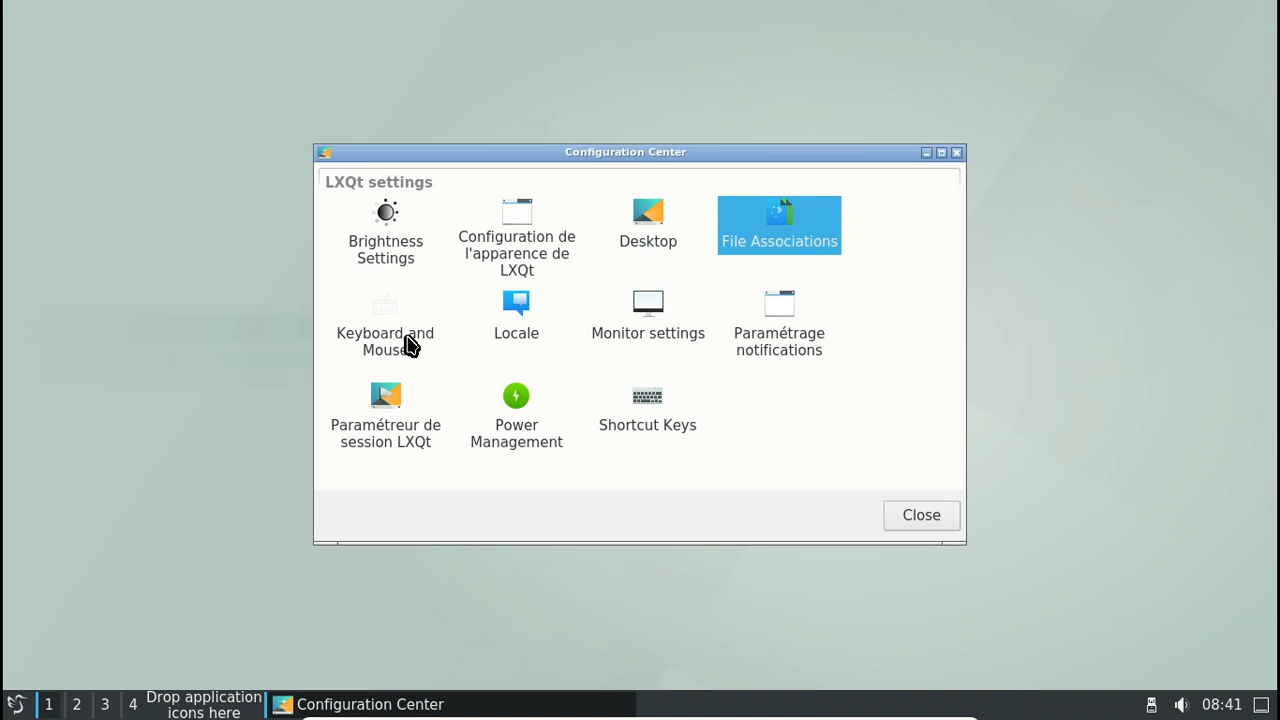 Configuration Center
LXQt settings
Brightness
Settings
Configuration de
l'apparence de
LXQt
Desktop
File Associations
Keyboard and
Mouse
Locale
Monitor settings
Paramétrage
notifications
Paramétreur de
session LXQt
Power
Management
Shortcut Keys
Close
1 2 3 4
Drop application
icons here
Configuration Center
08:41